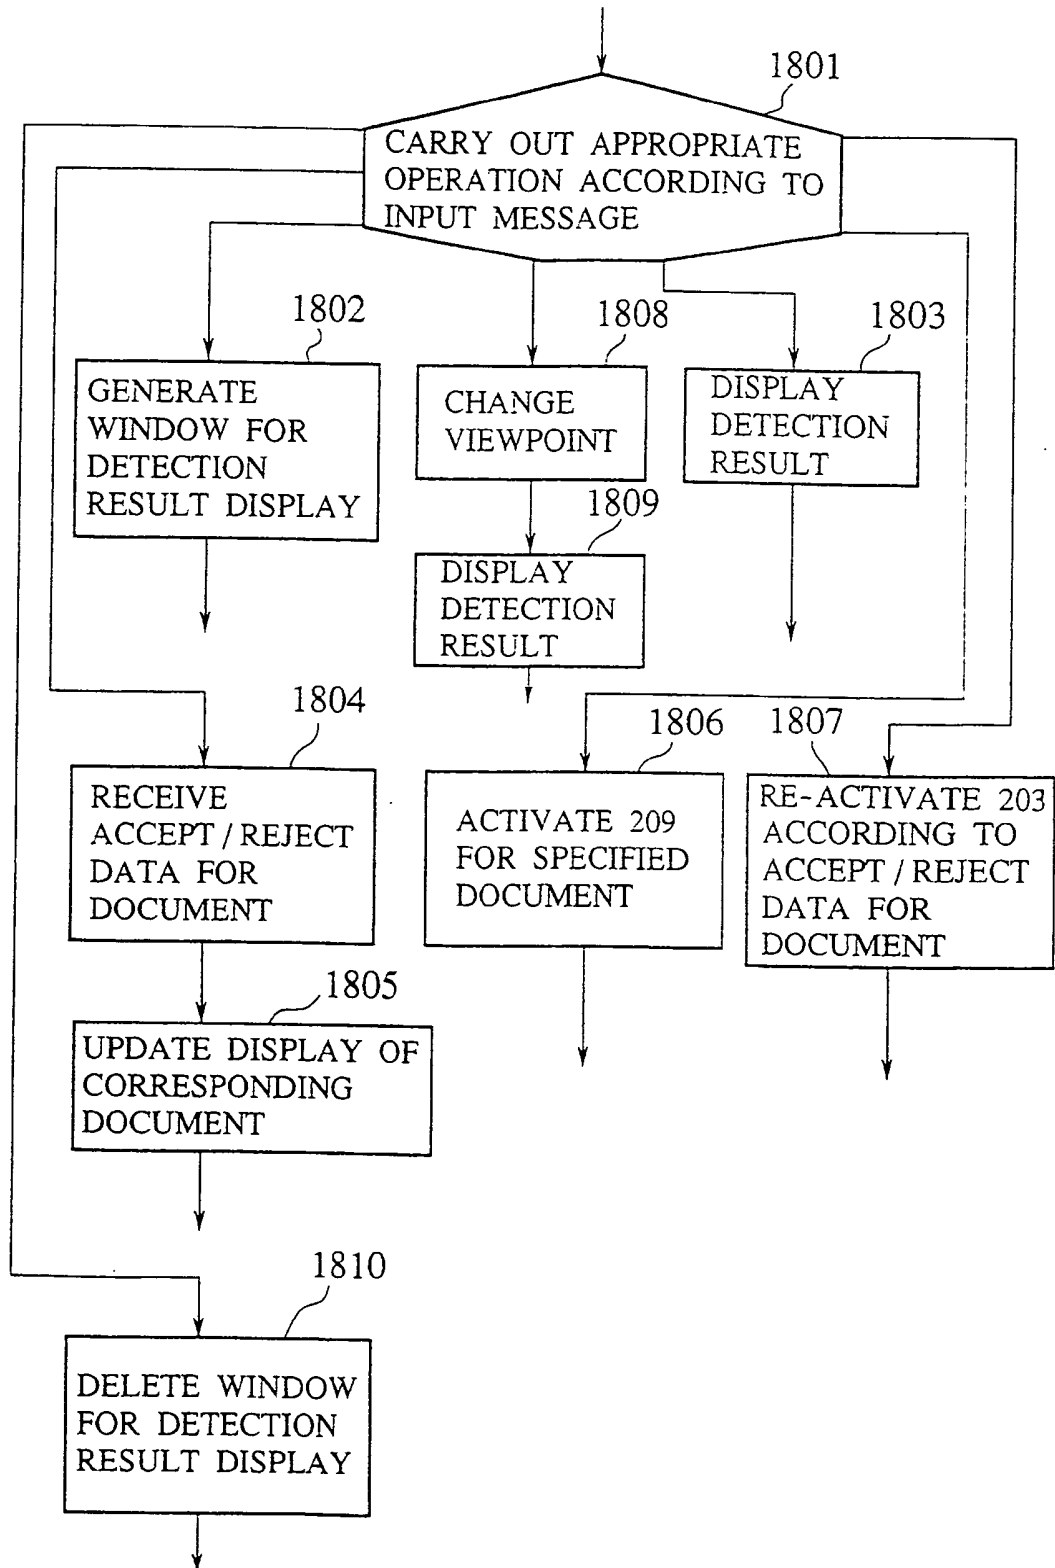 1801
CARRY OUT APPROPRIATE
OPERATION ACCORDING TO
INPUT MESSAGE
1802
GENERATE
WINDOW FOR
DETECTION
RESULT DISPLAY
1808
CHANGE
VIEWPOINT
1803
DISPLAY
DETECTION
RESULT
1809
DISPLAY
DETECTION
RESULT
1804
RECEIVE
ACCEPT / REJECT
DATA FOR
DOCUMENT
1806
ACTIVATE 209
FOR SPECIFIED
DOCUMENT
1807
RE-ACTIVATE 203
ACCORDING TO
ACCEPT / REJECT
DATA FOR
DOCUMENT
1805
UPDATE DISPLAY OF
CORRESPONDING
DOCUMENT
1810
DELETE WINDOW
FOR DETECTION
RESULT DISPLAY